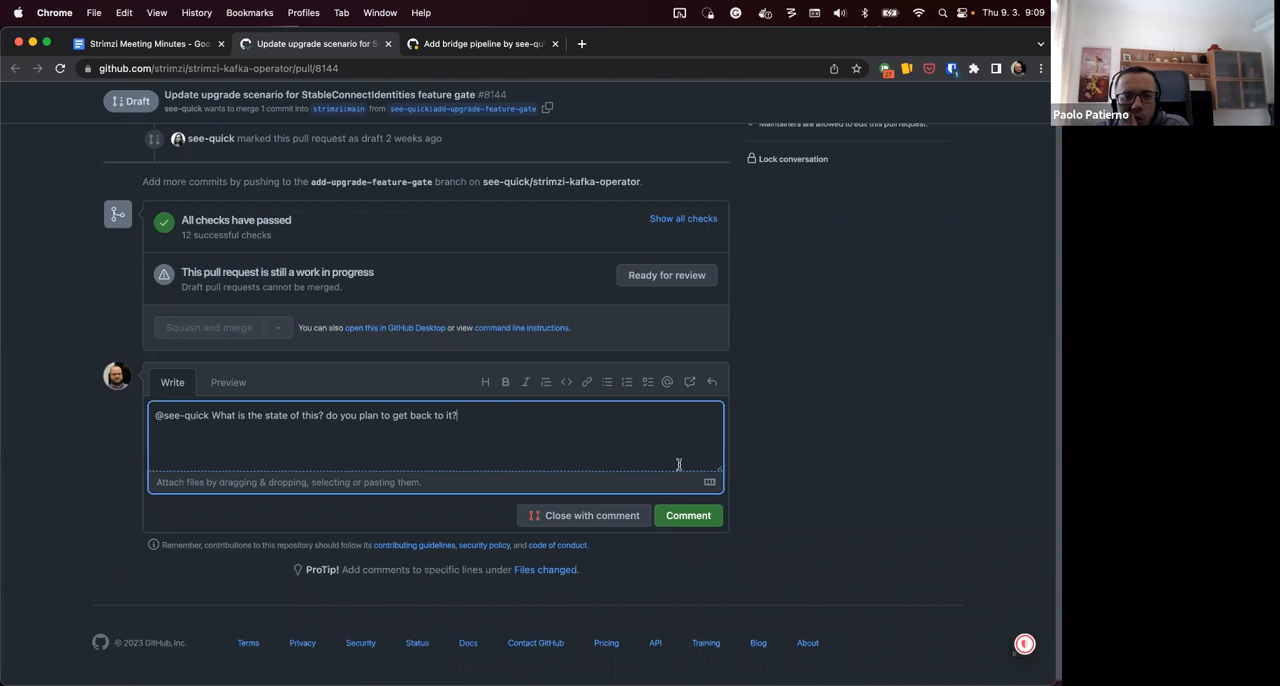 Chrome File Edit View History Bookmarks Profiles Tab Window Help Thu 9. 3. 9:09
Strimzi Meeting Minutes - Goo Update upgrade scenario for S Add bridge pipeline by see-qui
github.com/strimzi/strimzi-kafka-operator/pull/8144
27
1
Draft
Update upgrade scenario for StableConnectIdentities feature gate #8144
see-quick wants to merge 1 commit into strimzi:main from see-quick:add-upgrade-feature-gate
Paolo Patierno
Maintainers are allowed to edit this pull request.
see-quick marked this pull request as draft 2 weeks ago
Lock conversation
Add more commits by pushing to the add-upgrade-feature-gate branch on see-quick/strimzi-kafka-operator.
All checks have passed
12 successful checks
Show all checks
This pull request is still a work in progress
Draft pull requests cannot be merged.
Ready for review
Squash and merge
You can also open this in GitHub Desktop or view command line instructions.
Write Preview
@see-quick What is the state of this? do you plan to get back to it?
Attach files by dragging & dropping, selecting or pasting them.
Close with comment Comment
Remember, contributions to this repository should follow its contributing guidelines, security policy, and code of conduct.
ProTip! Add comments to specific lines under Files changed.
© 2023 GitHub, Inc. Terms Privacy Security Status Docs Contact GitHub Pricing API Training Blog About